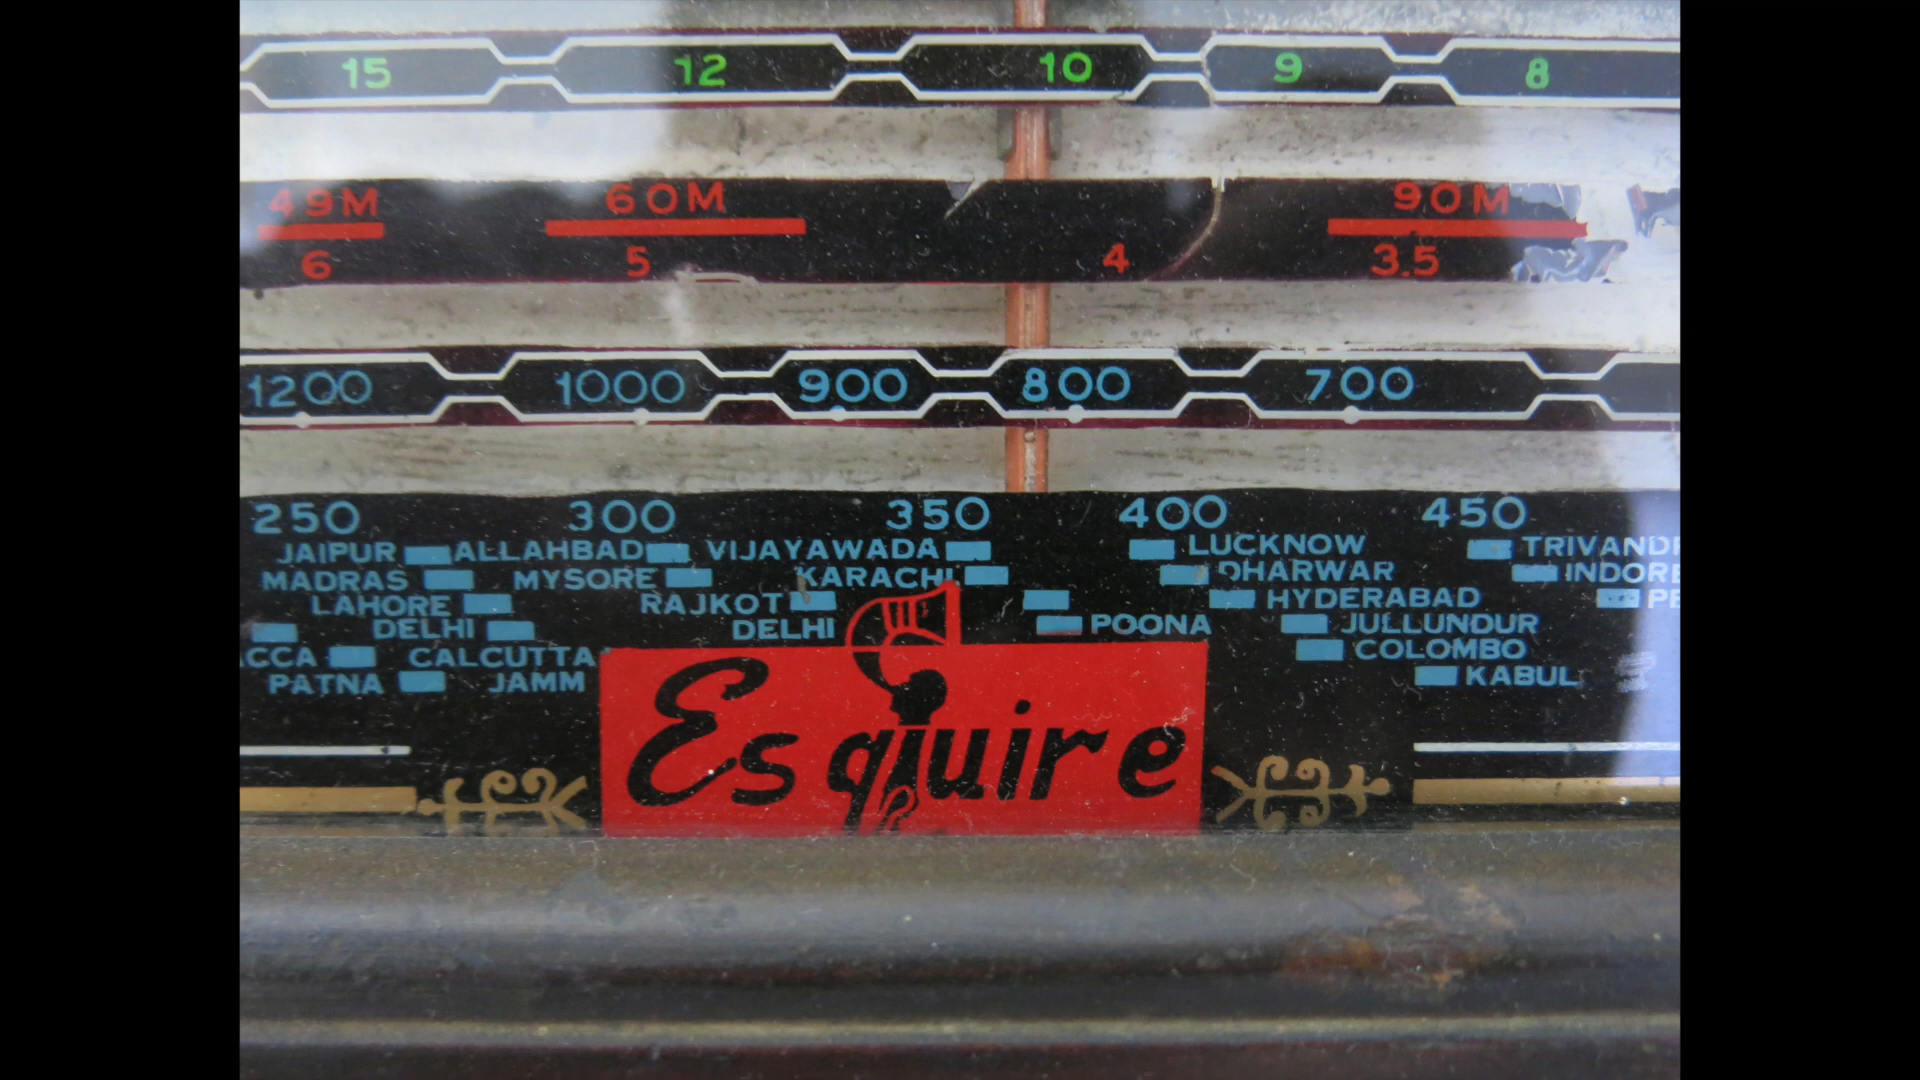 15 12 10 9 8
49M 60M 90M
6 5 4 3.5
1200 1000 900 800 700
250 300 350 400 450
JAIPUR ALLAHBAD VIJAYAWADA LUCKNOW
MADRAS MYSORE KARACHI DHARWAR INDORE
LAHORE RAJKOT HYDERABAD
DELHI DELHI POONA JULLUNDUR
CALCUTTA COLOMBO
PATNA JAMM KABUL
Esquire